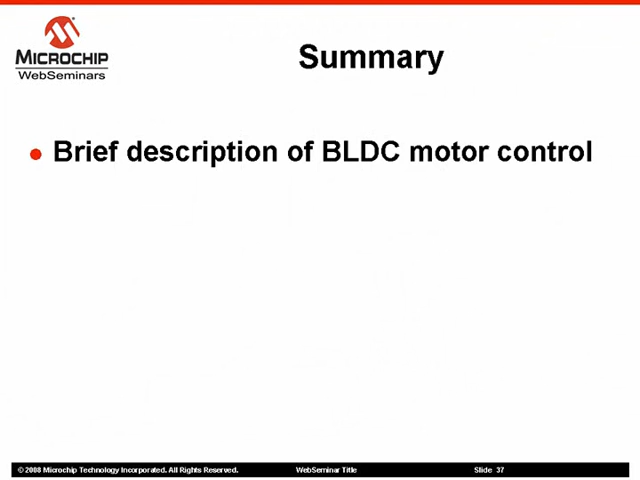 MICROCHIP
WebSeminars
Summary
Brief description of BLDC motor control
© 2008 Microchip Technology Incorporated. All Rights Reserved. WebSeminar Title Slide 37